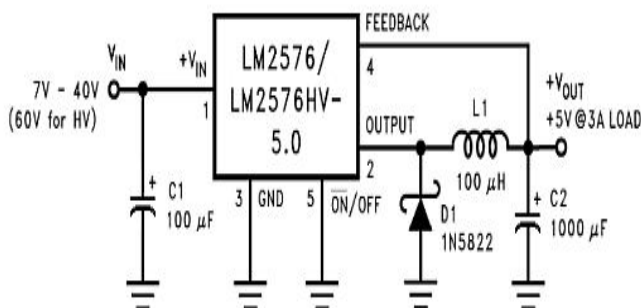 FEEDBACK
V_IN
+V_IN
LM2576/
LM2576HV-
5.0
4
7V - 40V
(60V for HV)
1
+V_OUT
+5V @3A LOAD
L1
OUTPUT
2
100 μH
C1
+
100 μF
3
GND
5
O̅N̅/OFF
D1
1N5822
+
C2
1000 μF